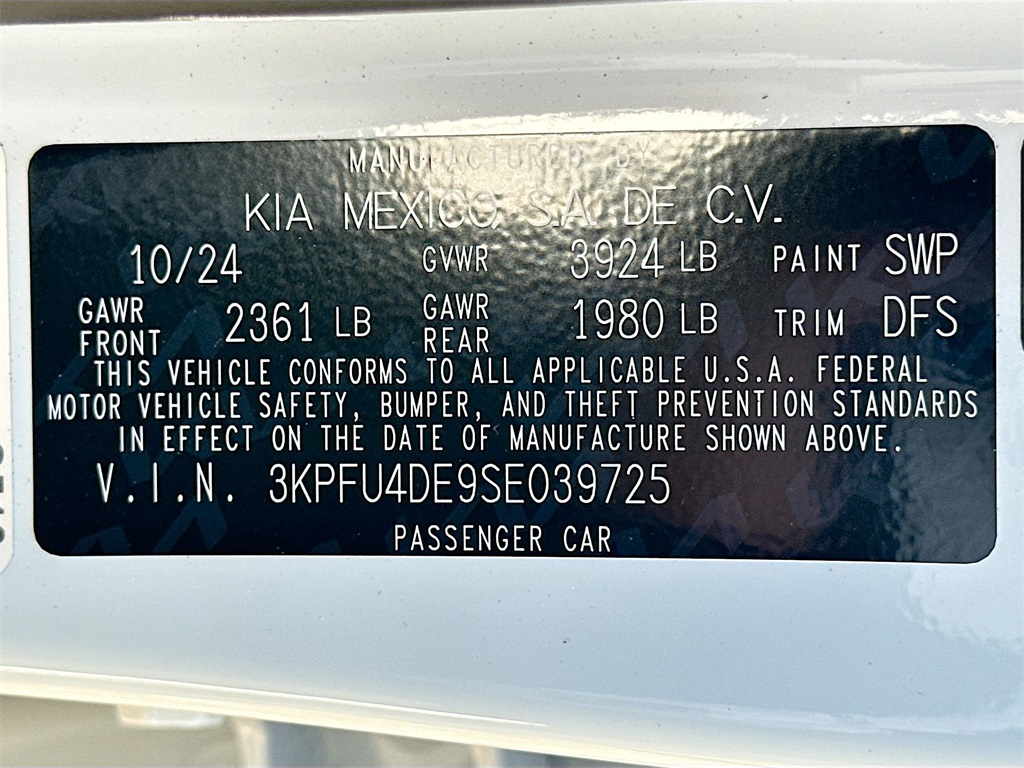 MANUFACTURED BY
KIA MEXICO, S.A. DE C.V.
10/24 GVWR 3924 LB PAINT SWP
GAWR FRONT 2361 LB GAWR REAR 1980 LB TRIM DFS
THIS VEHICLE CONFORMS TO ALL APPLICABLE U.S.A. FEDERAL
MOTOR VEHICLE SAFETY, BUMPER, AND THEFT PREVENTION STANDARDS
IN EFFECT ON THE DATE OF MANUFACTURE SHOWN ABOVE.
V.I.N. 3KPFU4DE9SE039725
PASSENGER CAR